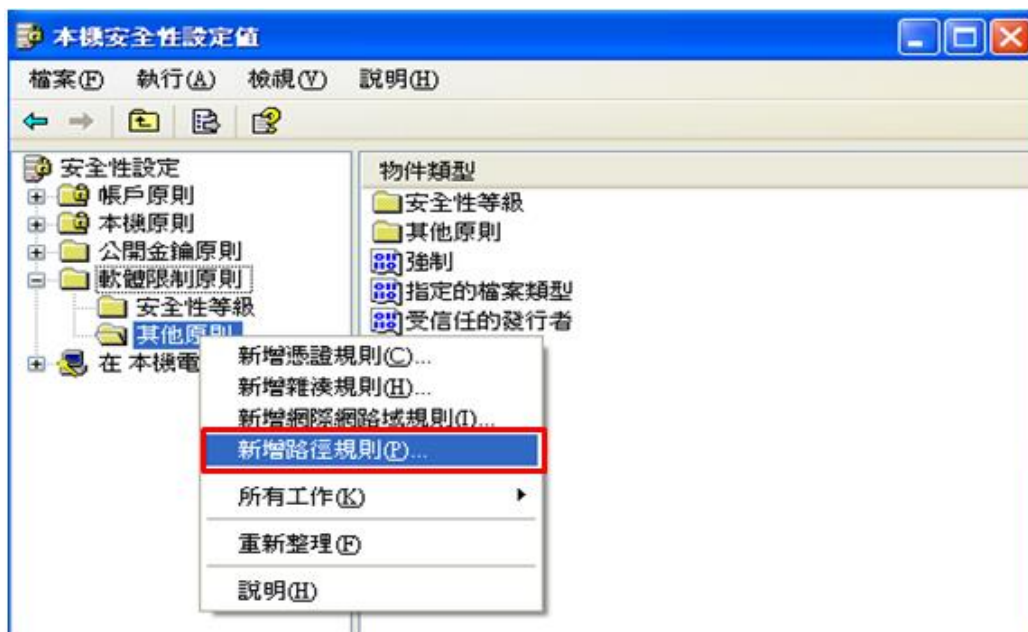 本機安全性設定值
檔案(F) 執行(A) 檢視(V) 說明(H)
安全性設定
帳戶原則
本機原則
公開金鑰原則
軟體限制原則
安全性等級
其他原則
在 本機電
物件類型
安全性等級
其他原則
強制
指定的檔案類型
受信任的發行者
新增憑證規則(C)...
新增雜湊規則(H)...
新增網際網路域規則(I)...
新增路徑規則(P)...
所有工作(K)
重新整理(F)
說明(H)